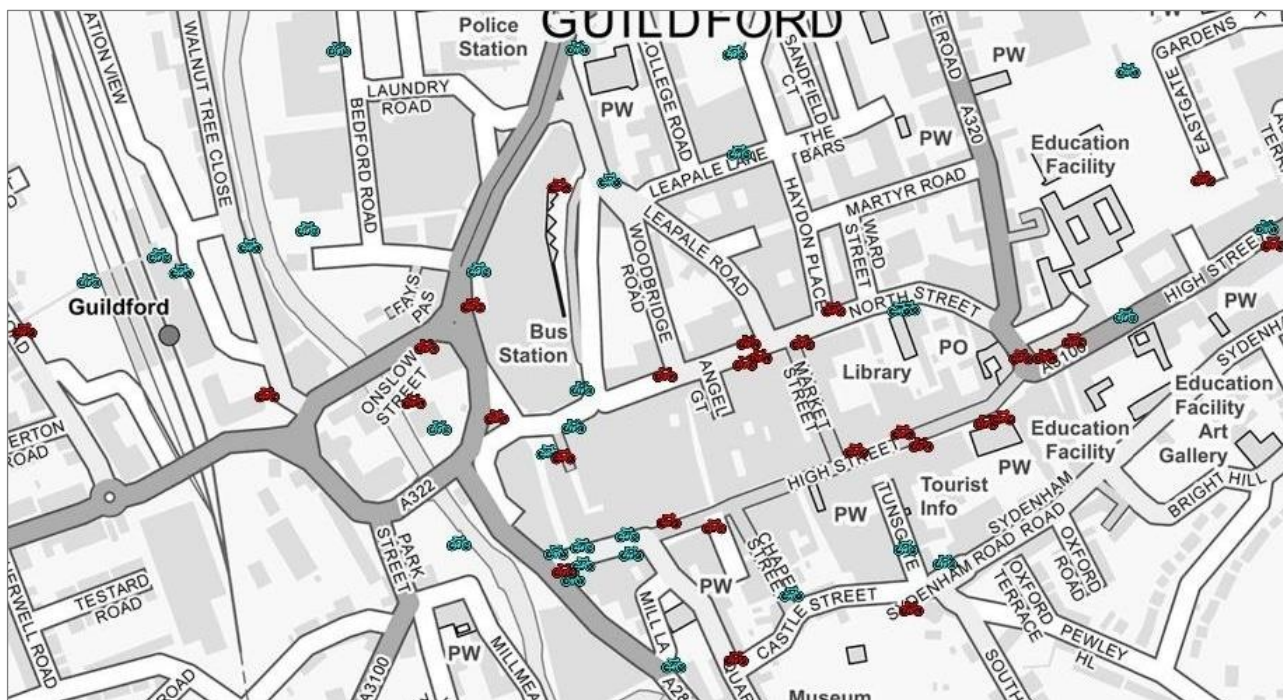 GUILDFORD
Police
Station
PW
PW
GARDENS
WALNUT TREE CLOSE
LAUNDRY
ROAD
BEDFORD ROAD
COLLEGE ROAD
SANDFIELD
CT
THE
BARS
PW
PW
A320
Education
Facility
EASTGATE
LEAPALE LANE
MARTYR ROAD
HAYDON PLACE
WARD
STREET
LEAPALE ROAD
WOODBRIDGE
ROAD
HIGH STREET
Guildford
PAS
Bus
Station
NORTH STREET
PW
PO
A3100
SYDENHAM
ONSLOW
STREET
ANGEL
GT
MARKET
STREET
Library
Education
Facility
Art
Gallery
Education
Facility
PW
HIGH STREET
A322
TUNSGATE
Tourist
Info
PW
SYDENHAM ROAD
BRIGHT HILL
PARK
STREET
CHAPEL
STREET
OXFORD
ROAD
OXFORD
TERRACE
TESTARD
ROAD
PW
MILL LA
CASTLE STREET
SYDENHAM ROAD
PEWLEY
HL
PW
A3100
ROAD
Museum